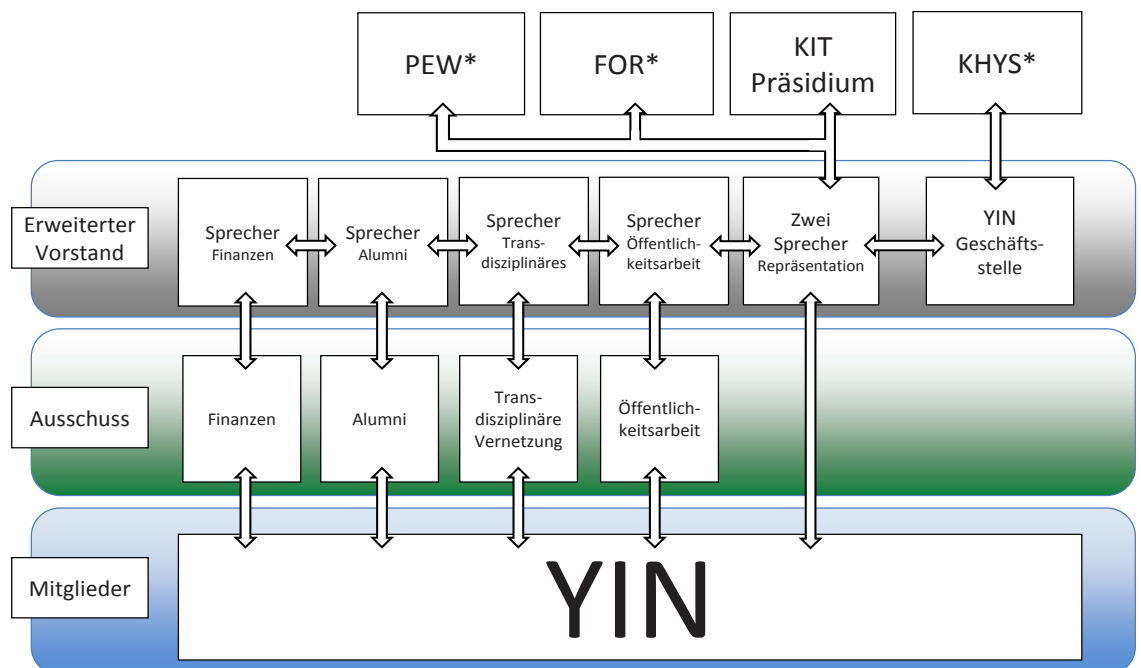 PEW*
FOR*
KIT
Präsidium
KHYS*
Erweiterter
Vorstand
Sprecher
Finanzen
Sprecher
Alumni
Sprecher
Trans-
disziplinäres
Sprecher
Öffentlich-
keitsarbeit
Zwei
Sprecher
Repräsentation
YIN
Geschäfts-
stelle
Ausschuss
Finanzen
Alumni
Trans-
disziplinäre
Vernetzung
Öffentlich-
keitsarbeit
Mitglieder
YIN